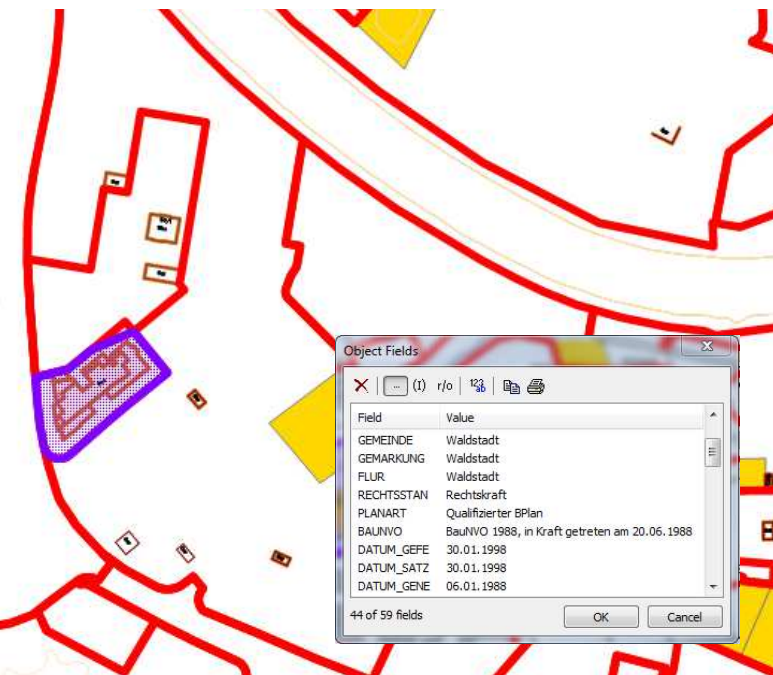 Object Fields
(I) r/o
Field Value
GEMEINDE Waldstadt
GEMARKUNG Waldstadt
FLUR Waldstadt
RECHTSSTAN Rechtskraft
PLANART Qualifizierter BPlan
BAUNVO BauNVO 1988, in Kraft getreten am 20.06.1988
DATUM_GEFE 30.01.1998
DATUM_SATZ 30.01.1998
DATUM_GENE 06.01.1988
44 of 59 fields OK Cancel